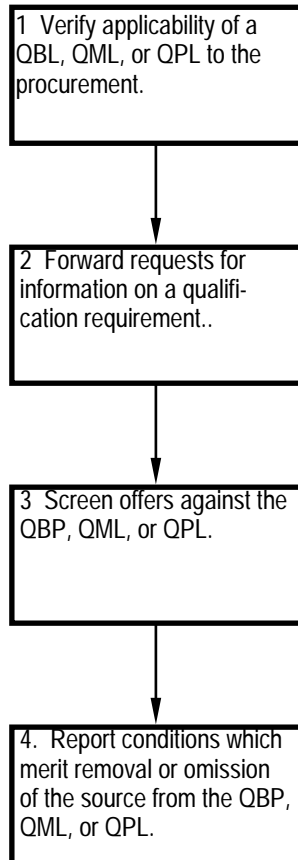 1 Verify applicability of a
QBL, QML, or QPL to the
procurement.
2 Forward requests for
information on a qualifi-
cation requirement..
3 Screen offers against the
QBP, QML, or QPL.
4. Report conditions which
merit removal or omission
of the source from the QBP,
QML, or QPL.